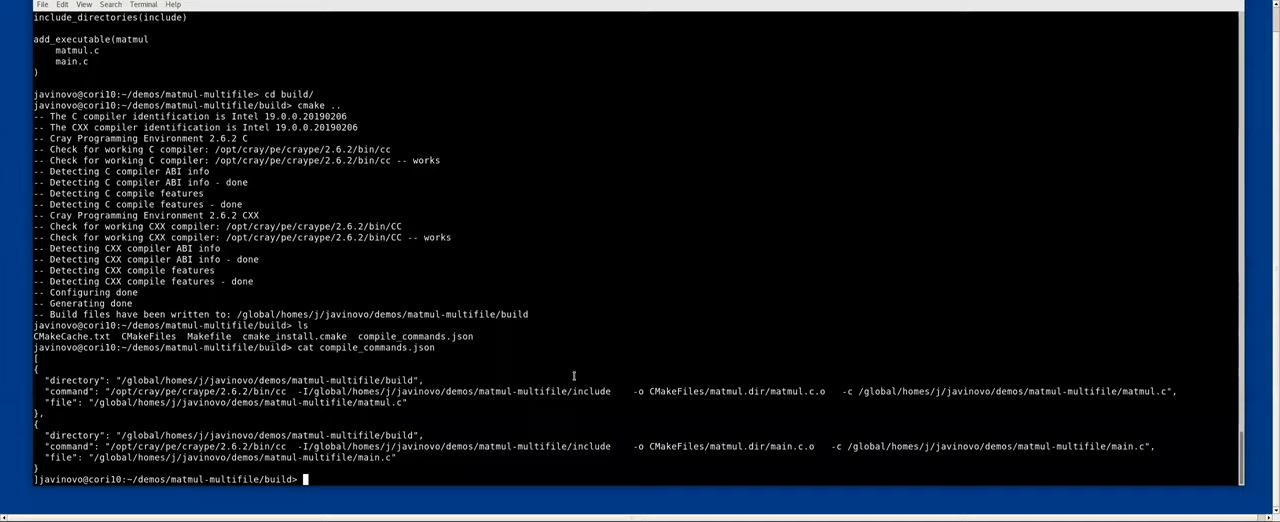 File Edit View Search Terminal Help
include_directories(include)
add_executable(matmul
    matmul.c
    main.c
)
javinovo@cori10:~/demos/matmul-multifile> cd build/
javinovo@cori10:~/demos/matmul-multifile/build> cmake ..
-- The C compiler identification is Intel 19.0.0.20190206
-- The CXX compiler identification is Intel 19.0.0.20190206
-- Cray Programming Environment 2.6.2 C
-- Check for working C compiler: /opt/cray/pe/craype/2.6.2/bin/cc
-- Check for working C compiler: /opt/cray/pe/craype/2.6.2/bin/cc -- works
-- Detecting C compiler ABI info
-- Detecting C compiler ABI info - done
-- Detecting C compile features
-- Detecting C compile features - done
-- Cray Programming Environment 2.6.2 CXX
-- Check for working CXX compiler: /opt/cray/pe/craype/2.6.2/bin/CC
-- Check for working CXX compiler: /opt/cray/pe/craype/2.6.2/bin/CC -- works
-- Detecting CXX compiler ABI info
-- Detecting CXX compiler ABI info - done
-- Detecting CXX compile features
-- Detecting CXX compile features - done
-- Configuring done
-- Generating done
-- Build files have been written to: /global/homes/j/javinovo/demos/matmul-multifile/build
javinovo@cori10:~/demos/matmul-multifile/build> ls
CMakeCache.txt  CMakeFiles  Makefile  cmake_install.cmake  compile_commands.json
javinovo@cori10:~/demos/matmul-multifile/build> cat compile_commands.json
[
{
  "directory": "/global/homes/j/javinovo/demos/matmul-multifile/build",
  "command": "/opt/cray/pe/craype/2.6.2/bin/cc  -I/global/homes/j/javinovo/demos/matmul-multifile/include    -o CMakeFiles/matmul.dir/matmul.c.o   -c /global/homes/j/javinovo/demos/matmul-multifile/matmul.c",
  "file": "/global/homes/j/javinovo/demos/matmul-multifile/matmul.c"
},
{
  "directory": "/global/homes/j/javinovo/demos/matmul-multifile/build",
  "command": "/opt/cray/pe/craype/2.6.2/bin/cc  -I/global/homes/j/javinovo/demos/matmul-multifile/include    -o CMakeFiles/matmul.dir/main.c.o   -c /global/homes/j/javinovo/demos/matmul-multifile/main.c",
  "file": "/global/homes/j/javinovo/demos/matmul-multifile/main.c"
}
]javinovo@cori10:~/demos/matmul-multifile/build>